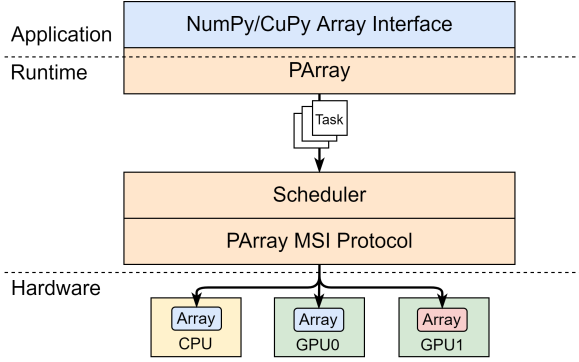 NumPy/CuPy Array Interface
Application
Runtime
PArray
Task
Scheduler
PArray MSI Protocol
Hardware
Array
CPU
Array
GPU0
Array
GPU1